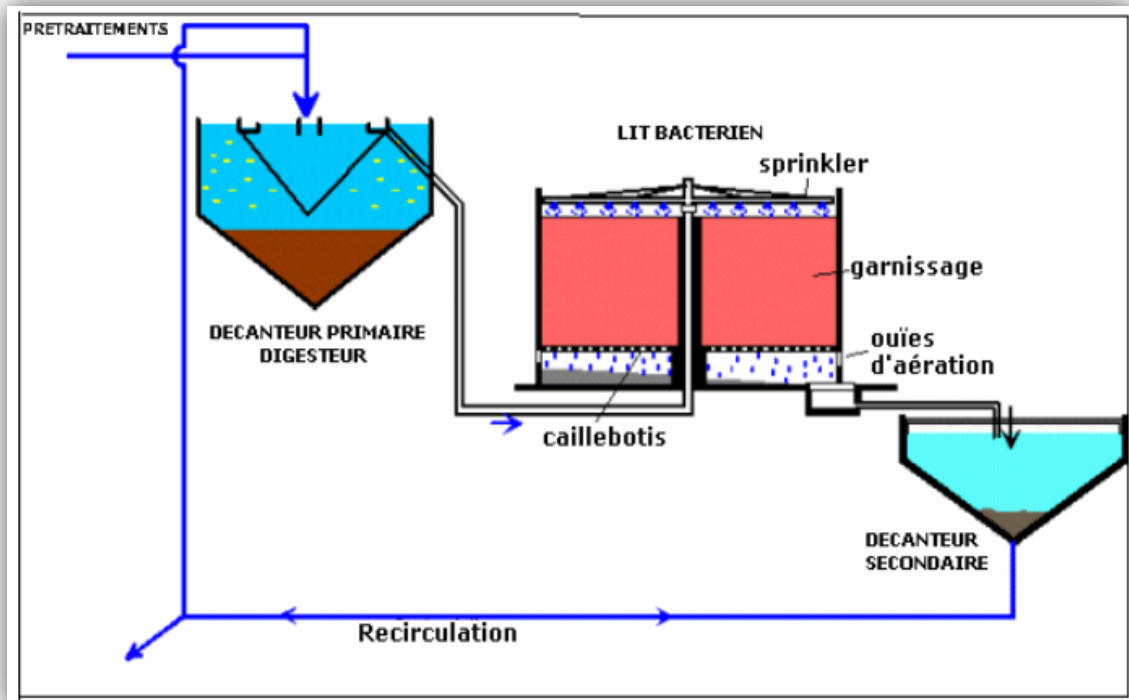 PRETRAITEMENTS
LIT BACTERIEN
sprinkler
garnissage
DECANTEUR PRIMAIRE
DIGESTEUR
ouïes
d'aération
caillebotis
DECANTEUR
SECONDAIRE
Recirculation